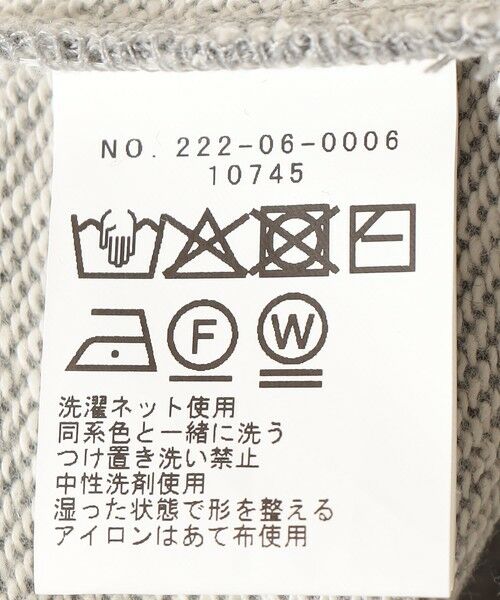 NO. 222-06-0006
10745
F W
洗濯ネット使用
同系色と一緒に洗う
つけ置き洗い禁止
中性洗剤使用
湿った状態で形を整える
アイロンはあて布使用